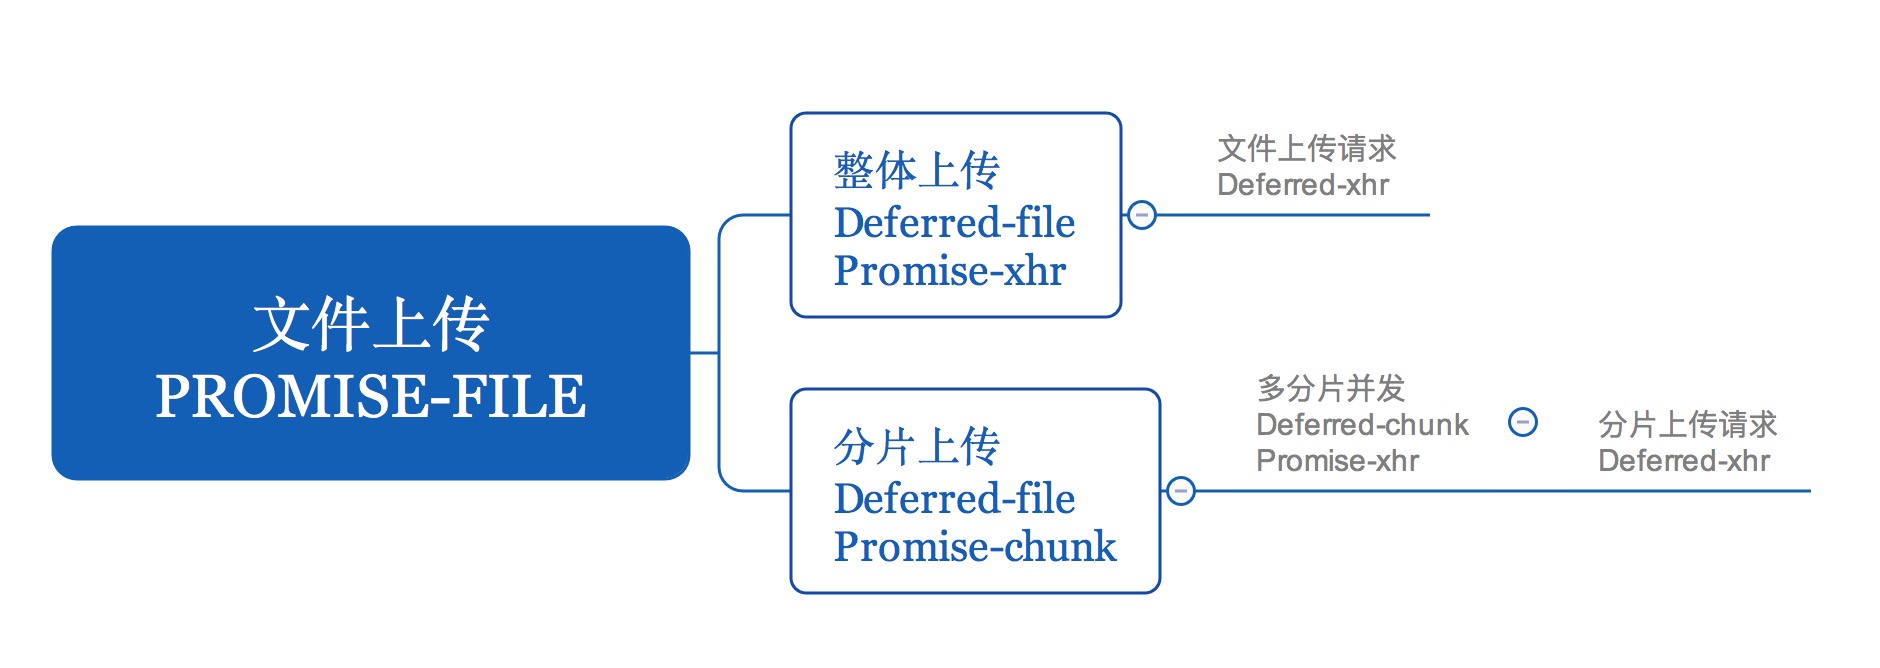 文件上传
PROMISE-FILE
整体上传
Deferred-file
Promise-xhr
文件上传请求
Deferred-xhr
分片上传
Deferred-file
Promise-chunk
多分片并发
Deferred-chunk
Promise-xhr
分片上传请求
Deferred-xhr